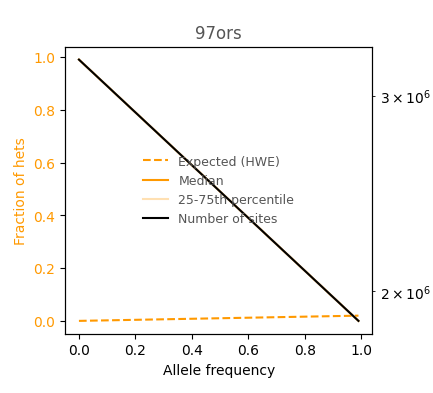 97ors
1.0
0.8
0.6
0.4
0.2
0.0
Fraction of hets
3 × 10⁶
2 × 10⁶
Expected (HWE)
Median
25-75th percentile
Number of sites
0.0 0.2 0.4 0.6 0.8 1.0
Allele frequency